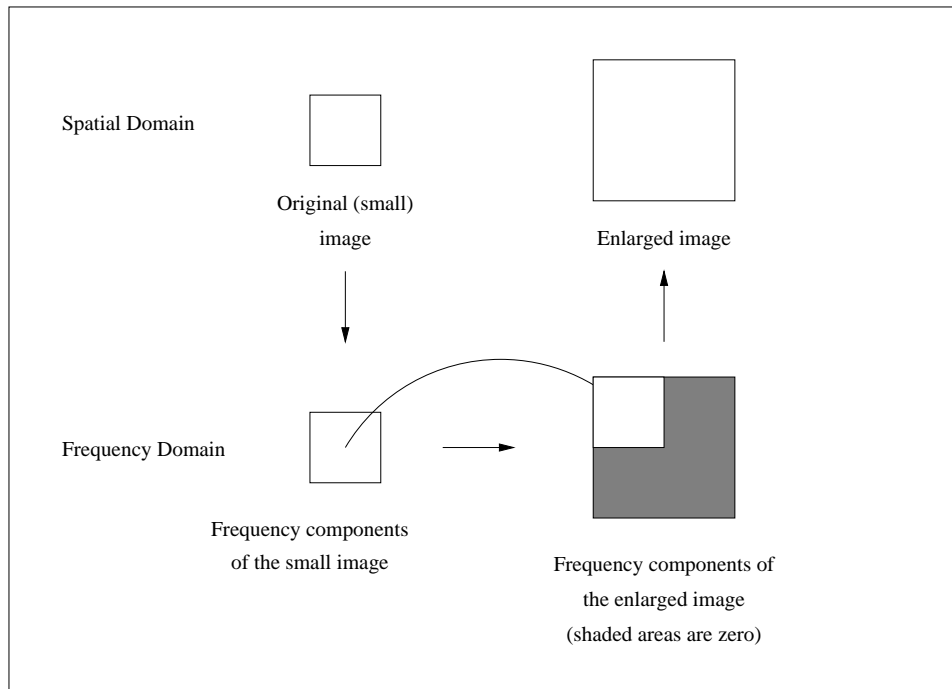 Spatial Domain
Original (small)
image
Enlarged image
Frequency Domain
Frequency components
of the small image
Frequency components of
the enlarged image
(shaded areas are zero)